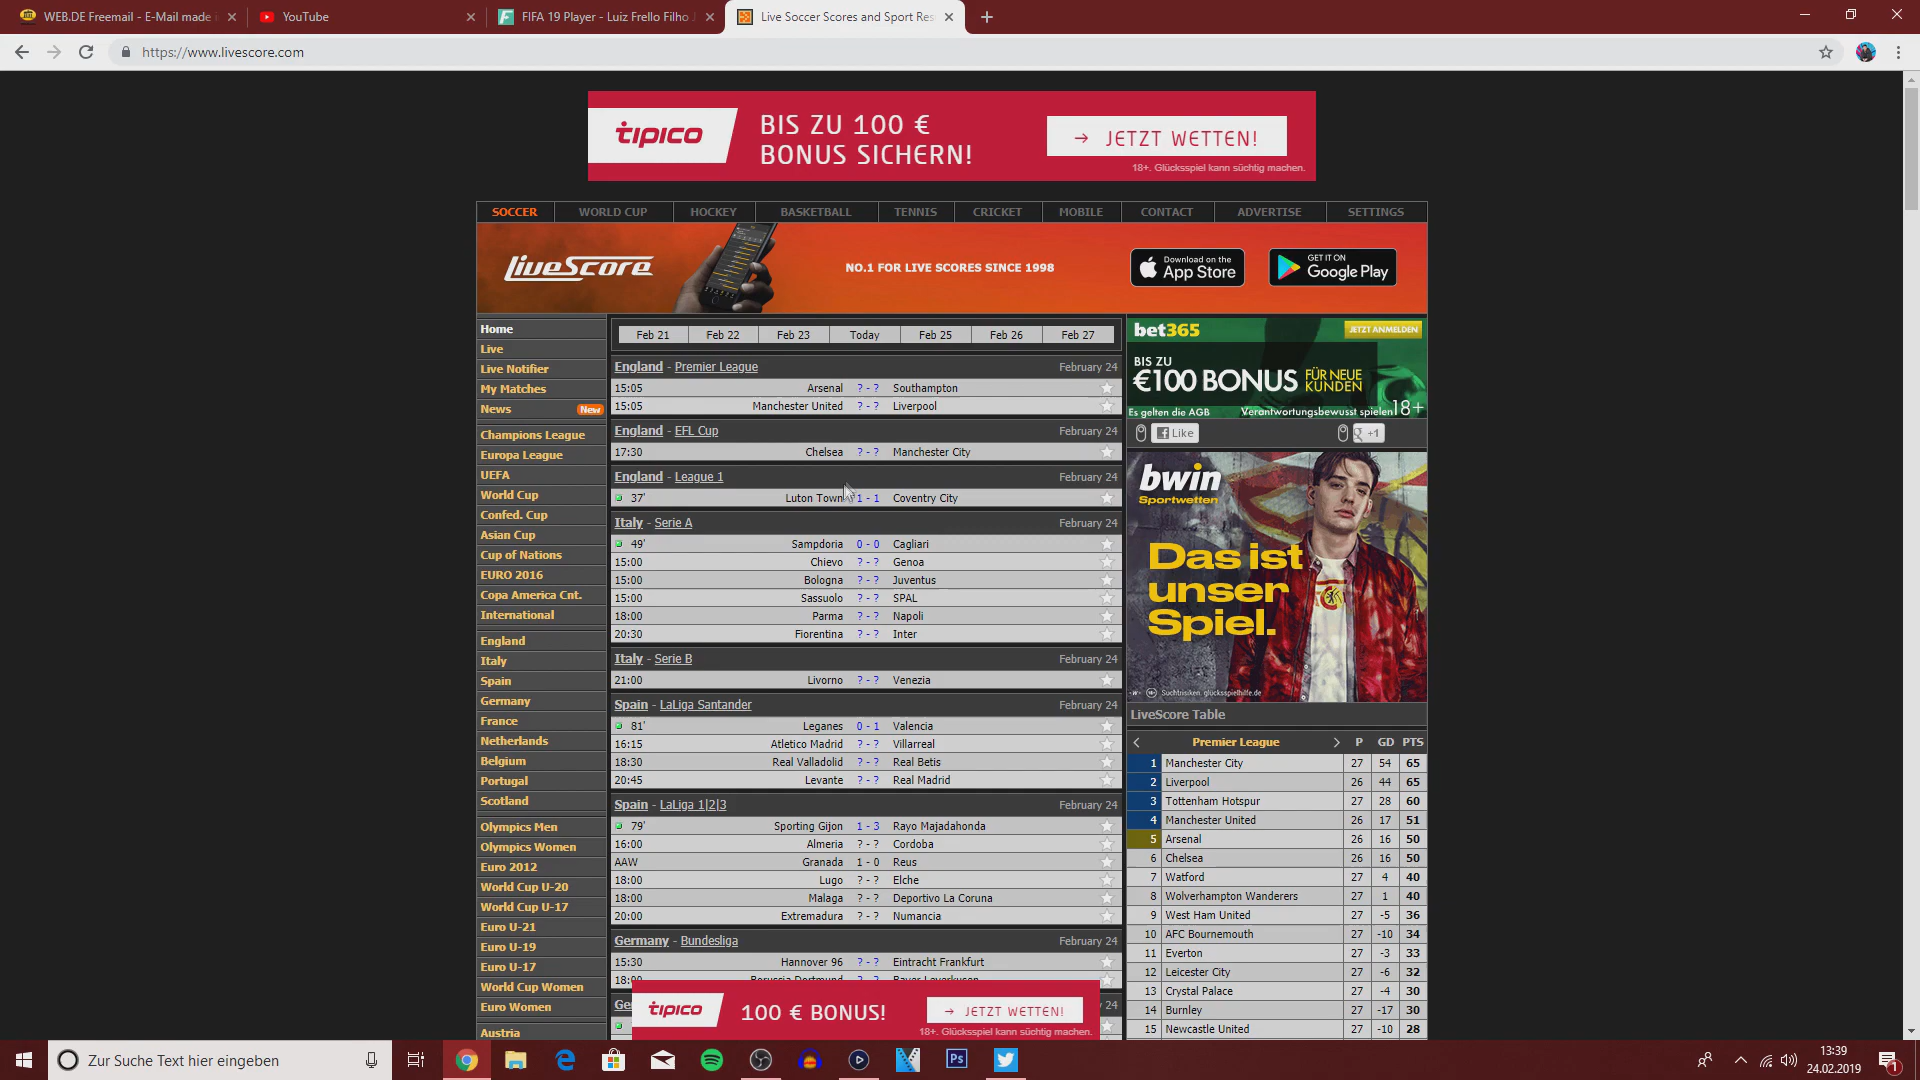 WEB.DE Freemail - E-Mail made
YouTube
FIFA 19 Player - Luiz Frello Filho
Live Soccer Scores and Sport Res
https://www.livescore.com
tipico
BIS ZU 100 €
BONUS SICHERN!
→ JETZT WETTEN!
18+. Glücksspiel kann süchtig machen.
SOCCER WORLD CUP HOCKEY BASKETBALL TENNIS CRICKET MOBILE CONTACT ADVERTISE SETTINGS
LiveScore
NO.1 FOR LIVE SCORES SINCE 1998
Download on the App Store
GET IT ON Google Play
Home
Live
Live Notifier
My Matches
News New
Champions League
Europa League
UEFA
World Cup
Confed. Cup
Asian Cup
Cup of Nations
EURO 2016
Copa America Cnt.
International
England
Italy
Spain
Germany
France
Netherlands
Belgium
Portugal
Scotland
Olympics Men
Olympics Women
Euro 2012
World Cup U-20
World Cup U-17
Euro U-21
Euro U-19
Euro U-17
World Cup Women
Euro Women
Austria
Feb 21 Feb 22 Feb 23 Today Feb 25 Feb 26 Feb 27
England - Premier League February 24
15:05 Arsenal ? - ? Southampton
15:05 Manchester United ? - ? Liverpool
England - EFL Cup February 24
17:30 Chelsea ? - ? Manchester City
England - League 1 February 24
37' Luton Town 1 - 1 Coventry City
Italy - Serie A February 24
49' Sampdoria 0 - 0 Cagliari
15:00 Chievo ? - ? Genoa
15:00 Bologna ? - ? Juventus
15:00 Sassuolo ? - ? SPAL
18:00 Parma ? - ? Napoli
20:30 Fiorentina ? - ? Inter
Italy - Serie B February 24
21:00 Livorno ? - ? Venezia
Spain - LaLiga Santander February 24
81' Leganes 0 - 1 Valencia
16:15 Atletico Madrid ? - ? Villarreal
18:30 Real Valladolid ? - ? Real Betis
20:45 Levante ? - ? Real Madrid
Spain - LaLiga 1|2|3 February 24
79' Sporting Gijon 1 - 3 Rayo Majadahonda
16:00 Almeria ? - ? Cordoba
AAW Granada 1 - 0 Reus
18:00 Lugo ? - ? Elche
18:00 Malaga ? - ? Deportivo La Coruna
20:00 Extremadura ? - ? Numancia
Germany - Bundesliga February 24
15:30 Hannover 96 ? - ? Eintracht Frankfurt
18:00 Borussia Dortmund ? - ? Bayer Leverkusen
Ge 24
tipico
100 € BONUS!
→ JETZT WETTEN!
18+. Glücksspiel kann süchtig machen.
bet365
JETZT ANMELDEN
BIS ZU
€100 BONUS FÜR NEUE KUNDEN
Es gelten die AGB Verantwortungsbewusst spielen 18+
Like
+1
bwin
Sportwetten
Das ist
unser
Spiel.
Suchtrisiken. gluecksspielhilfe.de
LiveScore Table
Premier League P GD PTS
1 Manchester City 27 54 65
2 Liverpool 26 44 65
3 Tottenham Hotspur 27 28 60
4 Manchester United 26 17 51
5 Arsenal 26 16 50
6 Chelsea 26 16 50
7 Watford 27 4 40
8 Wolverhampton Wanderers 27 1 40
9 West Ham United 27 -5 36
10 AFC Bournemouth 27 -10 34
11 Everton 27 -3 33
12 Leicester City 27 -6 32
13 Crystal Palace 27 -4 30
14 Burnley 27 -17 30
15 Newcastle United 27 -10 28
Zur Suche Text hier eingeben
Ps
13:39
24.02.2019
1